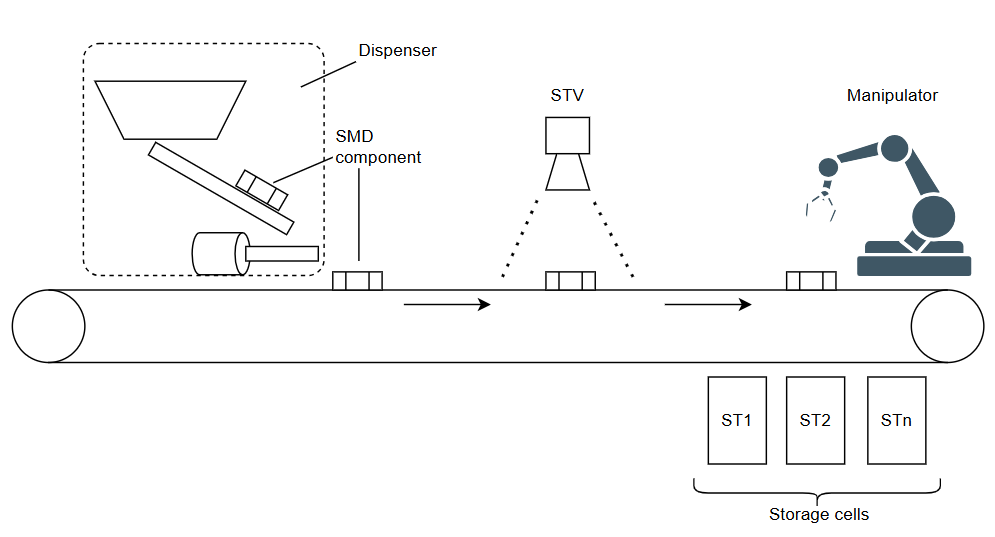 Dispenser
STV
Manipulator
SMD
component
ST1
ST2
STn
Storage cells